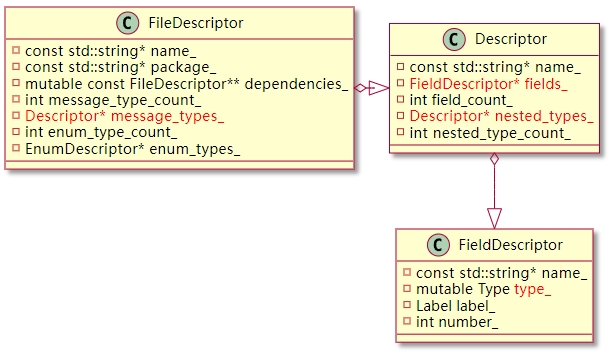 C FileDescriptor
const std::string* name_
const std::string* package_
mutable const FileDescriptor** dependencies_
int message_type_count_
Descriptor* message_types_
int enum_type_count_
EnumDescriptor* enum_types_
C Descriptor
const std::string* name_
FieldDescriptor* fields_
int field_count_
Descriptor* nested_types_
int nested_type_count_
C FieldDescriptor
const std::string* name_
mutable Type type_
Label label_
int number_